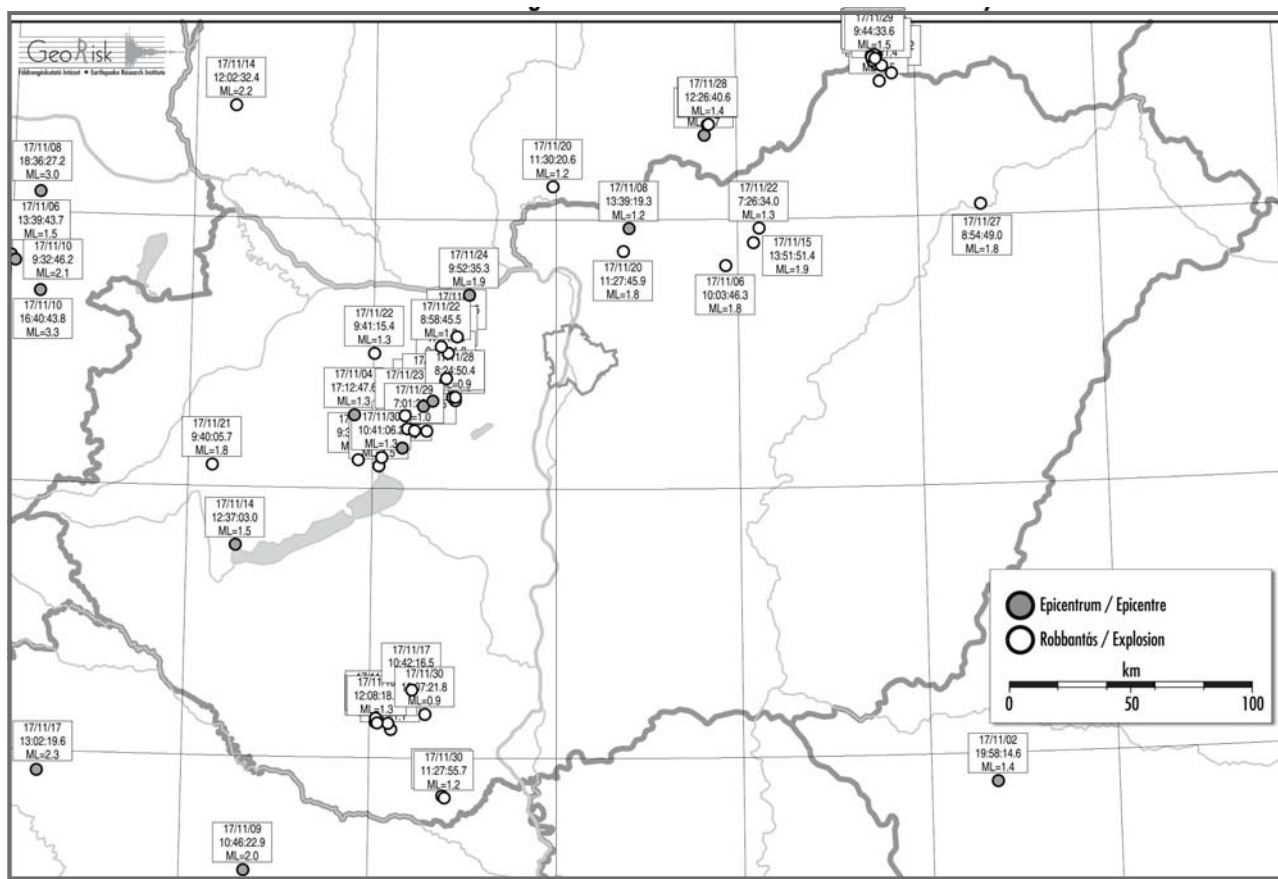 GeoRisk
Földrengéskutató Intézet ✦ Earthquake Research Institute
17/11/14
12:02:32.4
ML=2.2
17/11/29
9:44:33.6
ML=1.5
17/11/28
12:26:40.6
ML=1.4
17/11/08
18:36:27.2
ML=3.0
17/11/20
11:30:20.6
ML=1.2
17/11/08
13:39:19.3
ML=1.2
17/11/22
7:26:34.0
ML=1.3
17/11/06
13:39:43.7
ML=1.5
17/11/10
9:32:46.2
ML=2.1
17/11/10
16:40:43.8
ML=3.3
17/11/27
8:54:49.0
ML=1.8
17/11/15
13:51:51.4
ML=1.9
17/11/20
11:27:45.9
ML=1.8
17/11/06
10:03:46.3
ML=1.8
17/11/24
9:52:35.3
ML=1.9
17/11/22
8:58:45.5
17/11/22
9:41:15.4
ML=1.3
17/11/28
8:24:50.4
17/11/04
17:12:47.6
ML=1.3
17/11/23
17/11/29
17/11/30
10:41:06.2
ML=1.3
17/11/21
9:40:05.7
ML=1.8
17/11/14
12:37:03.0
ML=1.5
Epicentrum / Epicentre
Robbantás / Explosion
km
0 50 100
17/11/17
10:42:16.5
17/11/30
ML=0.9
12:08:18.
ML=1.3
17/11/30
11:27:55.7
ML=1.2
17/11/17
13:02:19.6
ML=2.3
17/11/02
19:58:14.6
ML=1.4
17/11/09
10:46:22.9
ML=2.0